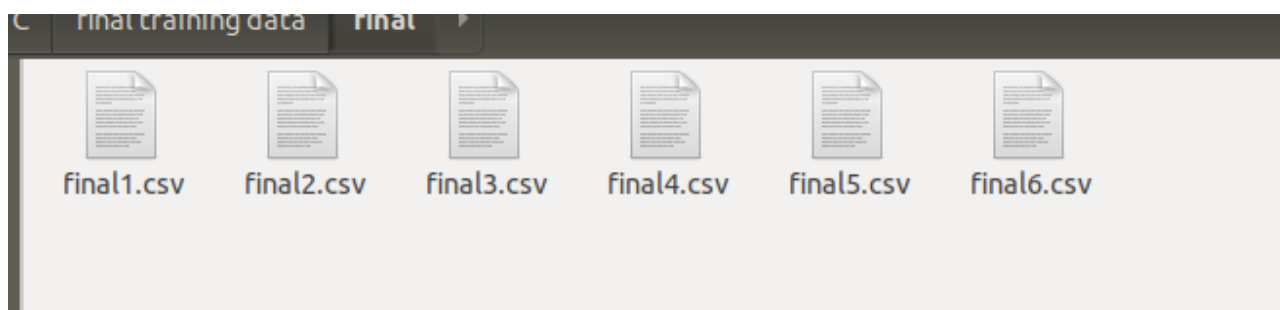 C final training data final
final1.csv final2.csv final3.csv final4.csv final5.csv final6.csv